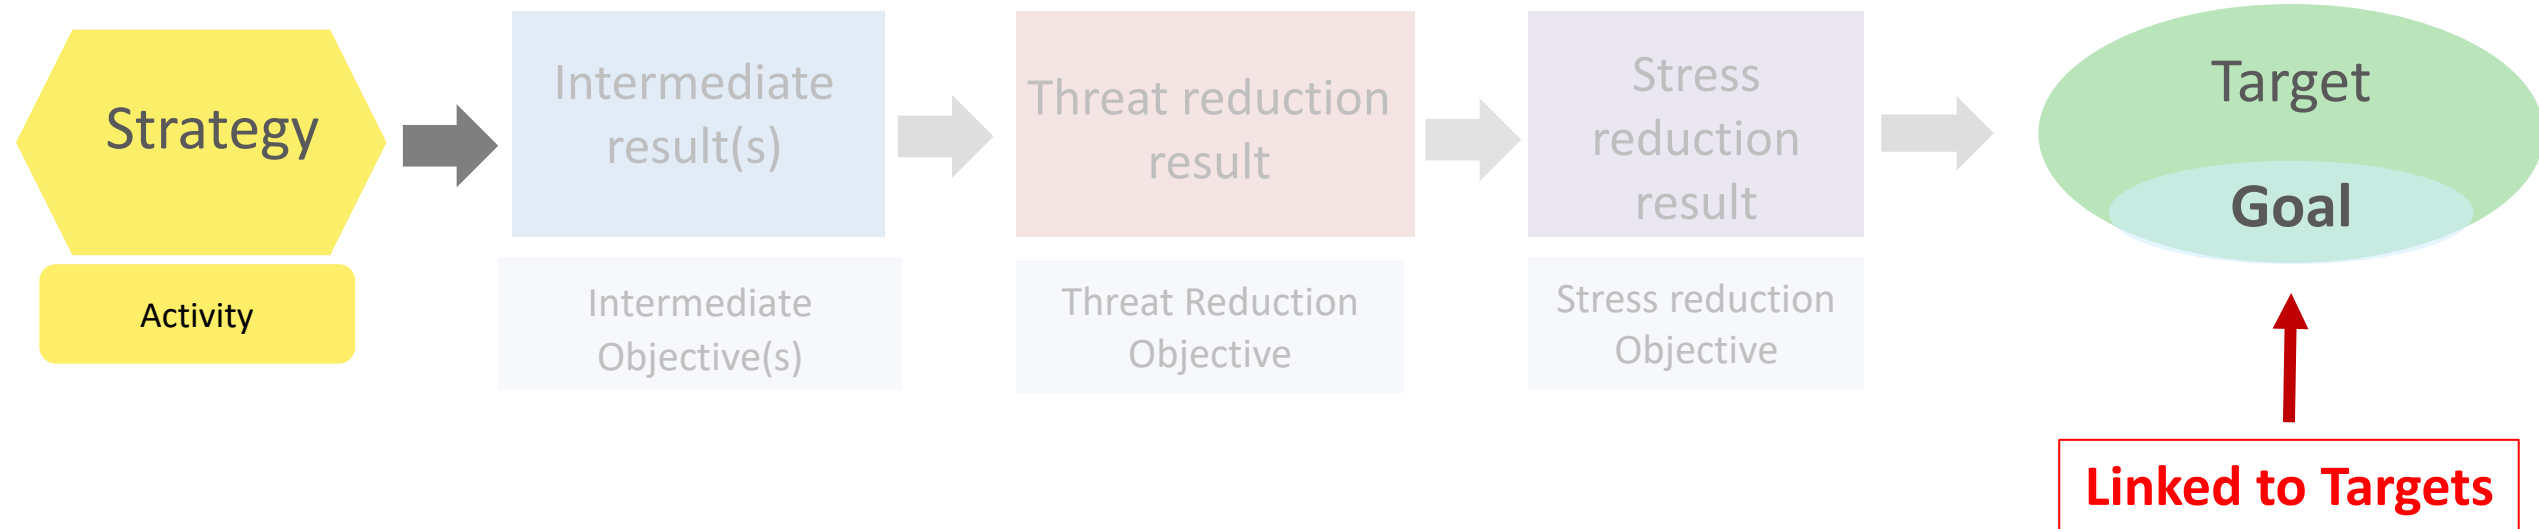 Strategy
Activity
Intermediate
result(s)
Intermediate
Objective(s)
Threat reduction
result
Threat Reduction
Objective
Stress
reduction
result
Stress reduction
Objective
Target
Goal
Linked to Targets